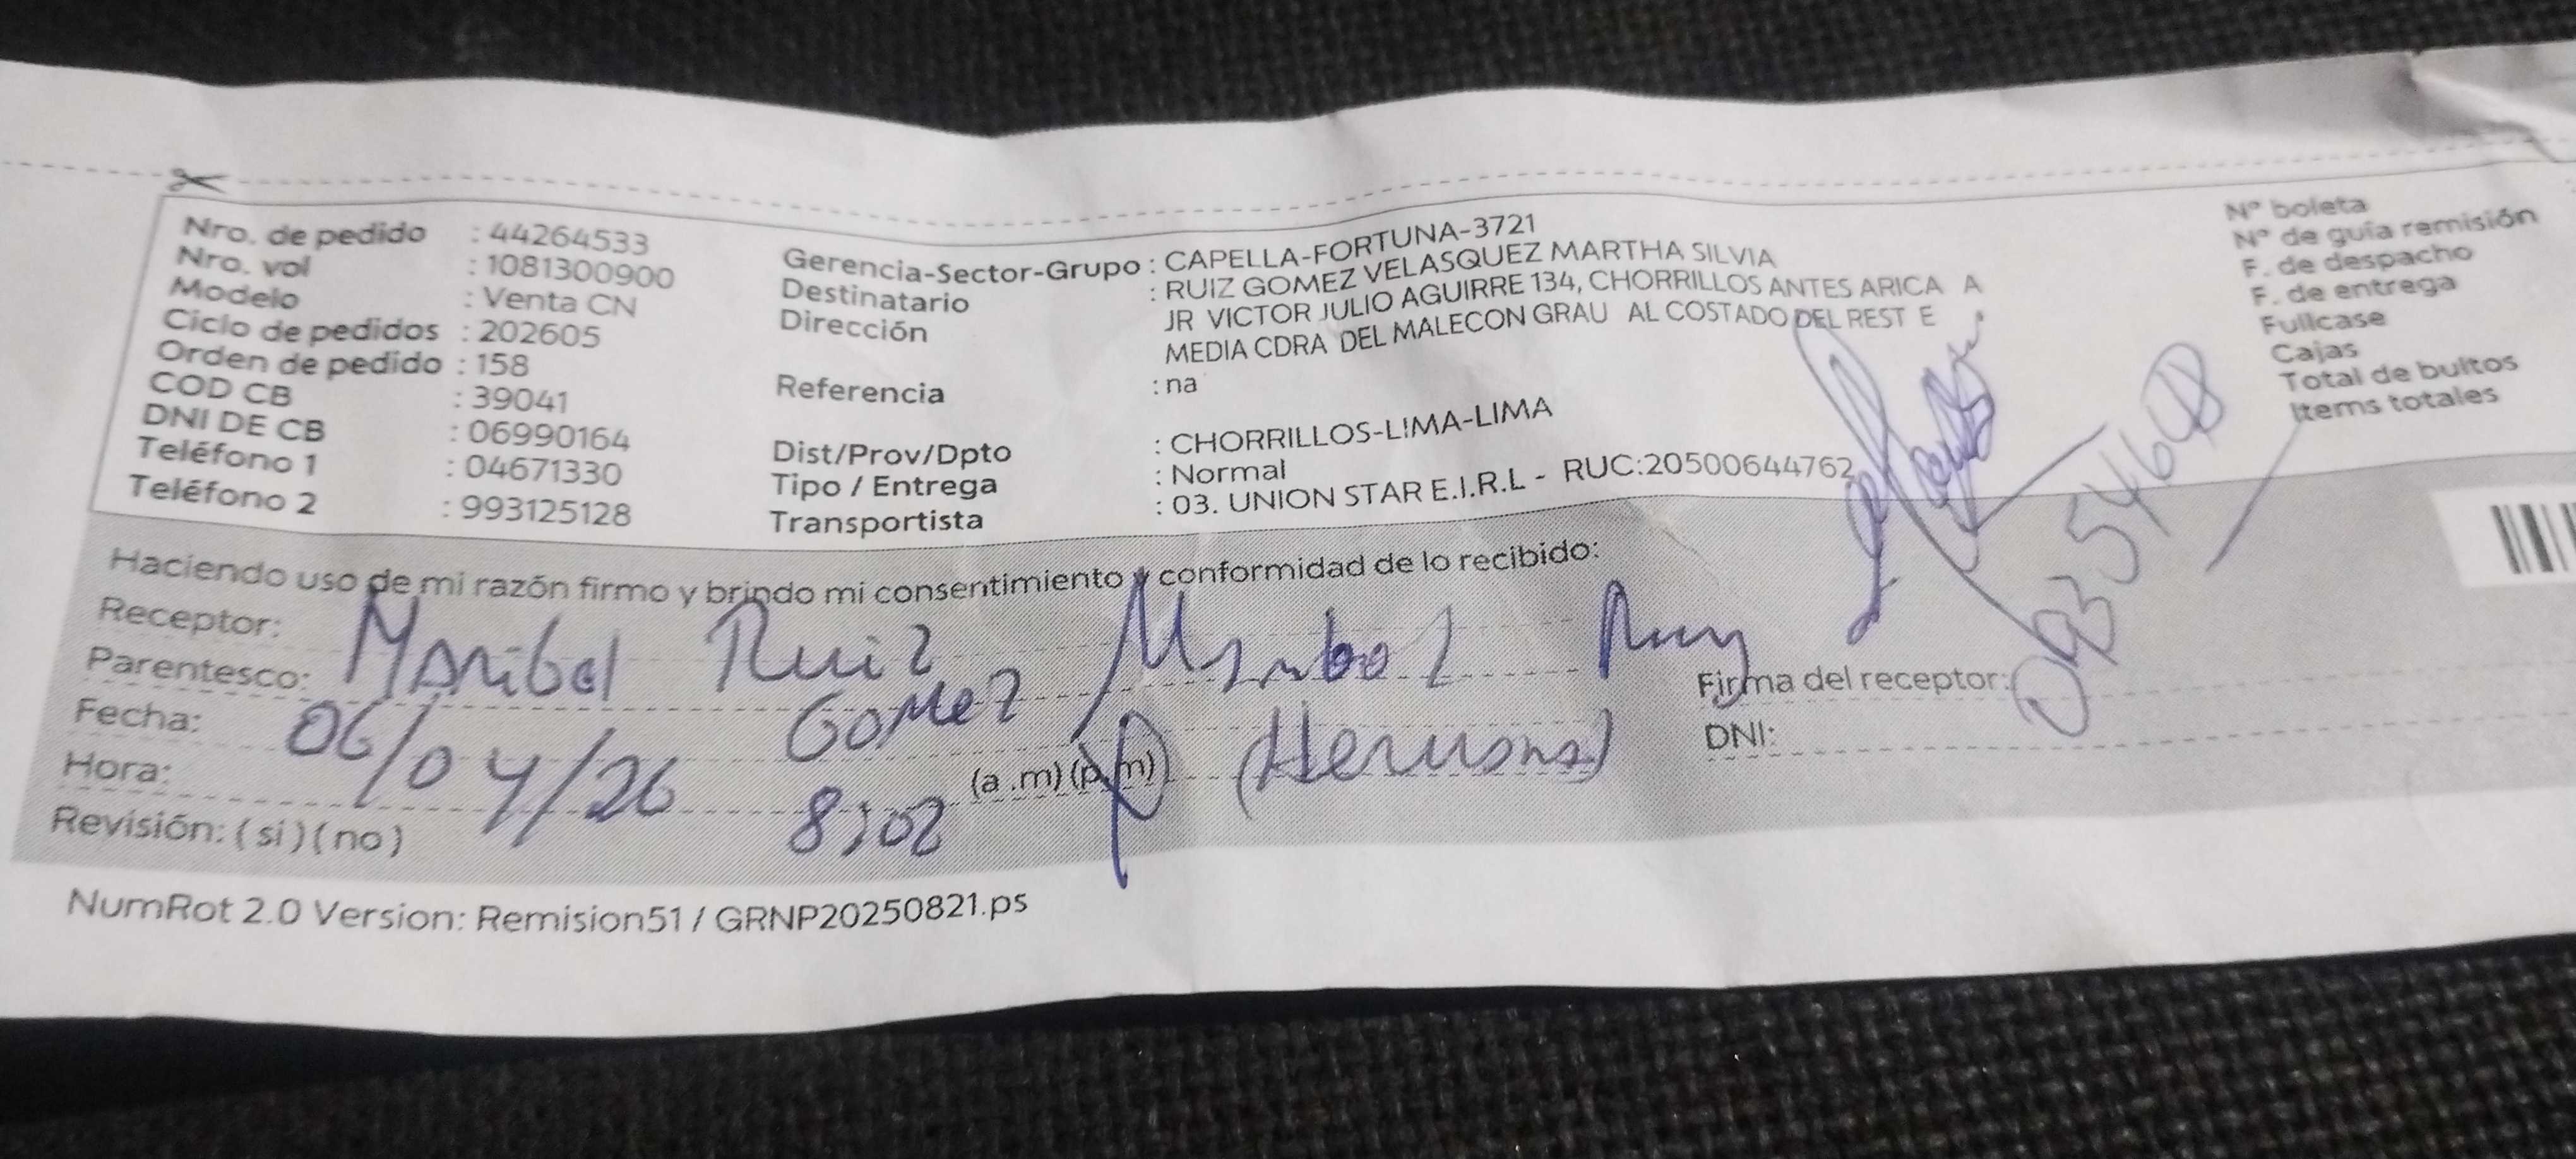 Nro. de pedido : 44264533
Nro. vol : 1081300900
Modelo : Venta CN
Ciclo de pedidos : 202605
Orden de pedido : 158
COD CB : 39041
DNI DE CB : 06990164
Teléfono 1 : 04671330
Teléfono 2 : 993125128
Gerencia-Sector-Grupo : CAPELLA-FORTUNA-3721
Destinatario : RUIZ GOMEZ VELASQUEZ MARTHA SILVIA
Dirección JR VICTOR JULIO AGUIRRE 134, CHORRILLOS ANTES ARICA A
MEDIA CDRA DEL MALECON GRAU AL COSTADO DEL REST E
Referencia : na
Dist/Prov/Dpto : CHORRILLOS-LIMA-LIMA
Tipo / Entrega : Normal
Transportista : 03. UNION STAR E.I.R.L - RUC:20500644762
N° boleta
N° de guía remisión
F. de despacho
F. de entrega
Fullcase
Cajas
Total de bultos
Items totales
Haciendo uso de mi razón firmo y brindo mi consentimiento y conformidad de lo recibido:
Receptor: Maribel Ruiz
Parentesco: Gomez
Fecha: 06/04/26
Hora: 8:02 (a .m) (p.m) (Hermana)
Revisión: ( si ) ( no )
Firma del receptor:
DNI:
NumRot 2.0 Version: Remision51 / GRNP20250821.ps